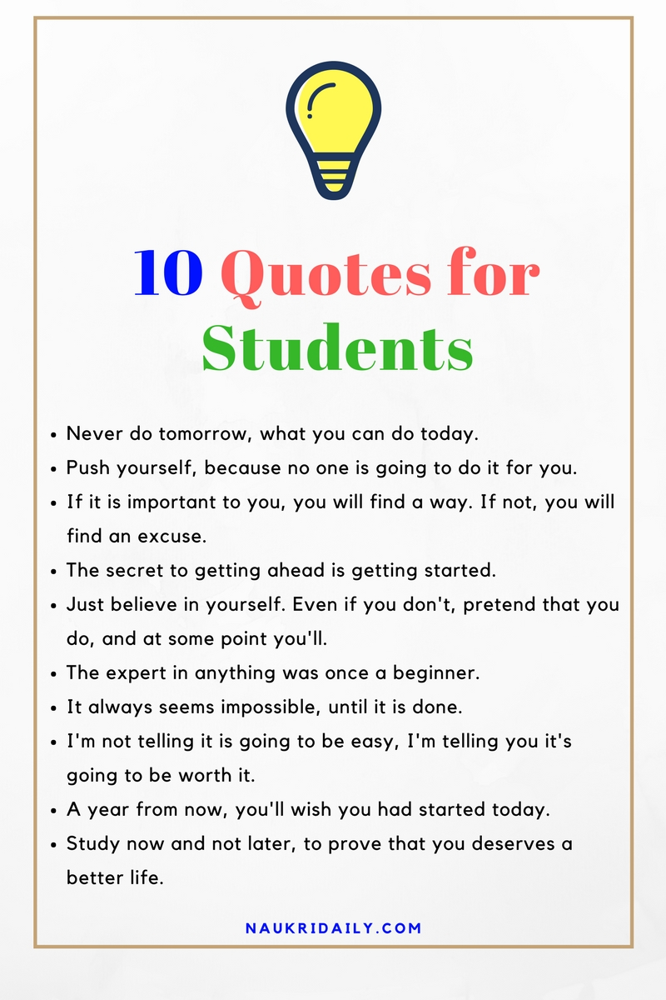 10 Quotes for
Students
• Never do tomorrow, what you can do today.
• Push yourself, because no one is going to do it for you.
• If it is important to you, you will find a way. If not, you will
find an excuse.
• The secret to getting ahead is getting started.
• Just believe in yourself. Even if you don't, pretend that you
do, and at some point you'll.
• The expert in anything was once a beginner.
• It always seems impossible, until it is done.
• I'm not telling it is going to be easy, I'm telling you it's
going to be worth it.
• A year from now, you'll wish you had started today.
• Study now and not later, to prove that you deserves a
better life.
NAUKRIDAILY.COM